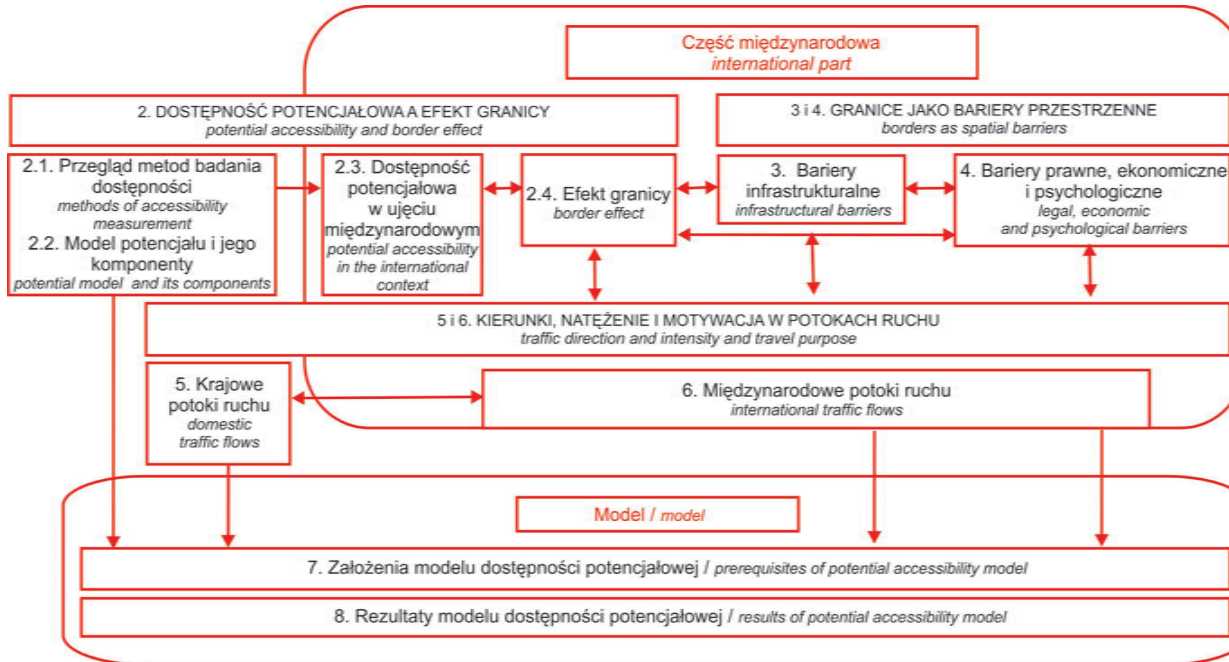 Część międzynarodowa
international part
2. DOSTĘPNOŚĆ POTENCJAŁOWA A EFEKT GRANICY
potential accessibility and border effect
3 i 4. GRANICE JAKO BARIERY PRZESTRZENNE
borders as spatial barriers
2.1. Przegląd metod badania
dostępności
methods of accessibility
measurement
2.2. Model potencjału i jego
komponenty
potential model and its components
2.3. Dostępność
potencjałowa
w ujęciu
międzynarodowym
potential accessibility
in the international
context
2.4. Efekt granicy
border effect
3. Bariery
infrastrukturalne
infrastructural barriers
4. Bariery prawne, ekonomiczne
i psychologiczne
legal, economic
and psychological barriers
5 i 6. KIERUNKI, NATĘŻENIE I MOTYWACJA W POTOKACH RUCHU
traffic direction and intensity and travel purpose
5. Krajowe
potoki ruchu
domestic
traffic flows
6. Międzynarodowe potoki ruchu
international traffic flows
Model / model
7. Założenia modelu dostępności potencjałowej / prerequisites of potential accessibility model
8. Rezultaty modelu dostępności potencjałowej / results of potential accessibility model